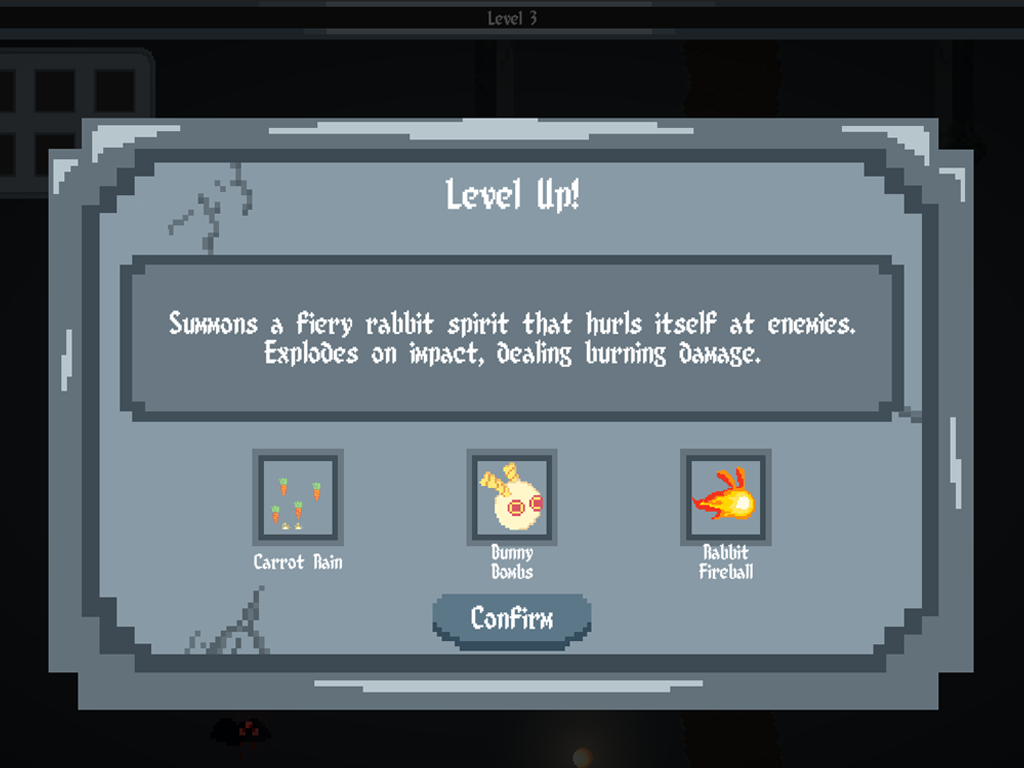 Level 3
Level Up!
Summons a fiery rabbit spirit that hurls itself at enemies.
Explodes on impact, dealing burning damage.
Carrot Rain
Bunny
Bombs
Rabbit
Fireball
Confirm